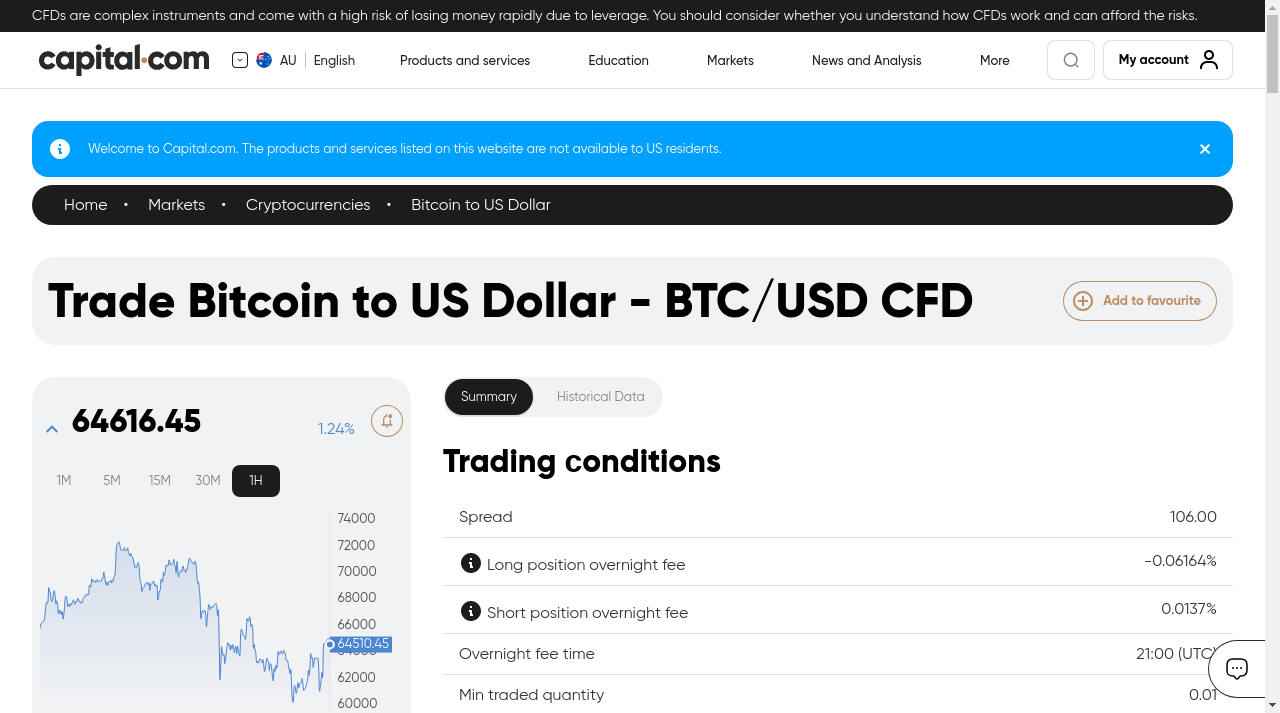 CFDs are complex instruments and come with a high risk of losing money rapidly due to leverage. You should consider whether you understand how CFDs work and can afford the risks.
capital.com
AU English
Products and services
Education
Markets
News and Analysis
More
My account
Welcome to Capital.com. The products and services listed on this website are not available to US residents.
Home • Markets • Cryptocurrencies • Bitcoin to US Dollar
Trade Bitcoin to US Dollar - BTC/USD CFD
Add to favourite
64616.45
1.24%
1M 5M 15M 30M 1H
74000
72000
70000
68000
66000
64510.45
62000
60000
Summary
Historical Data
Trading conditions
Spread 106.00
Long position overnight fee -0.06164%
Short position overnight fee 0.0137%
Overnight fee time 21:00 (UTC)
Min traded quantity 0.01